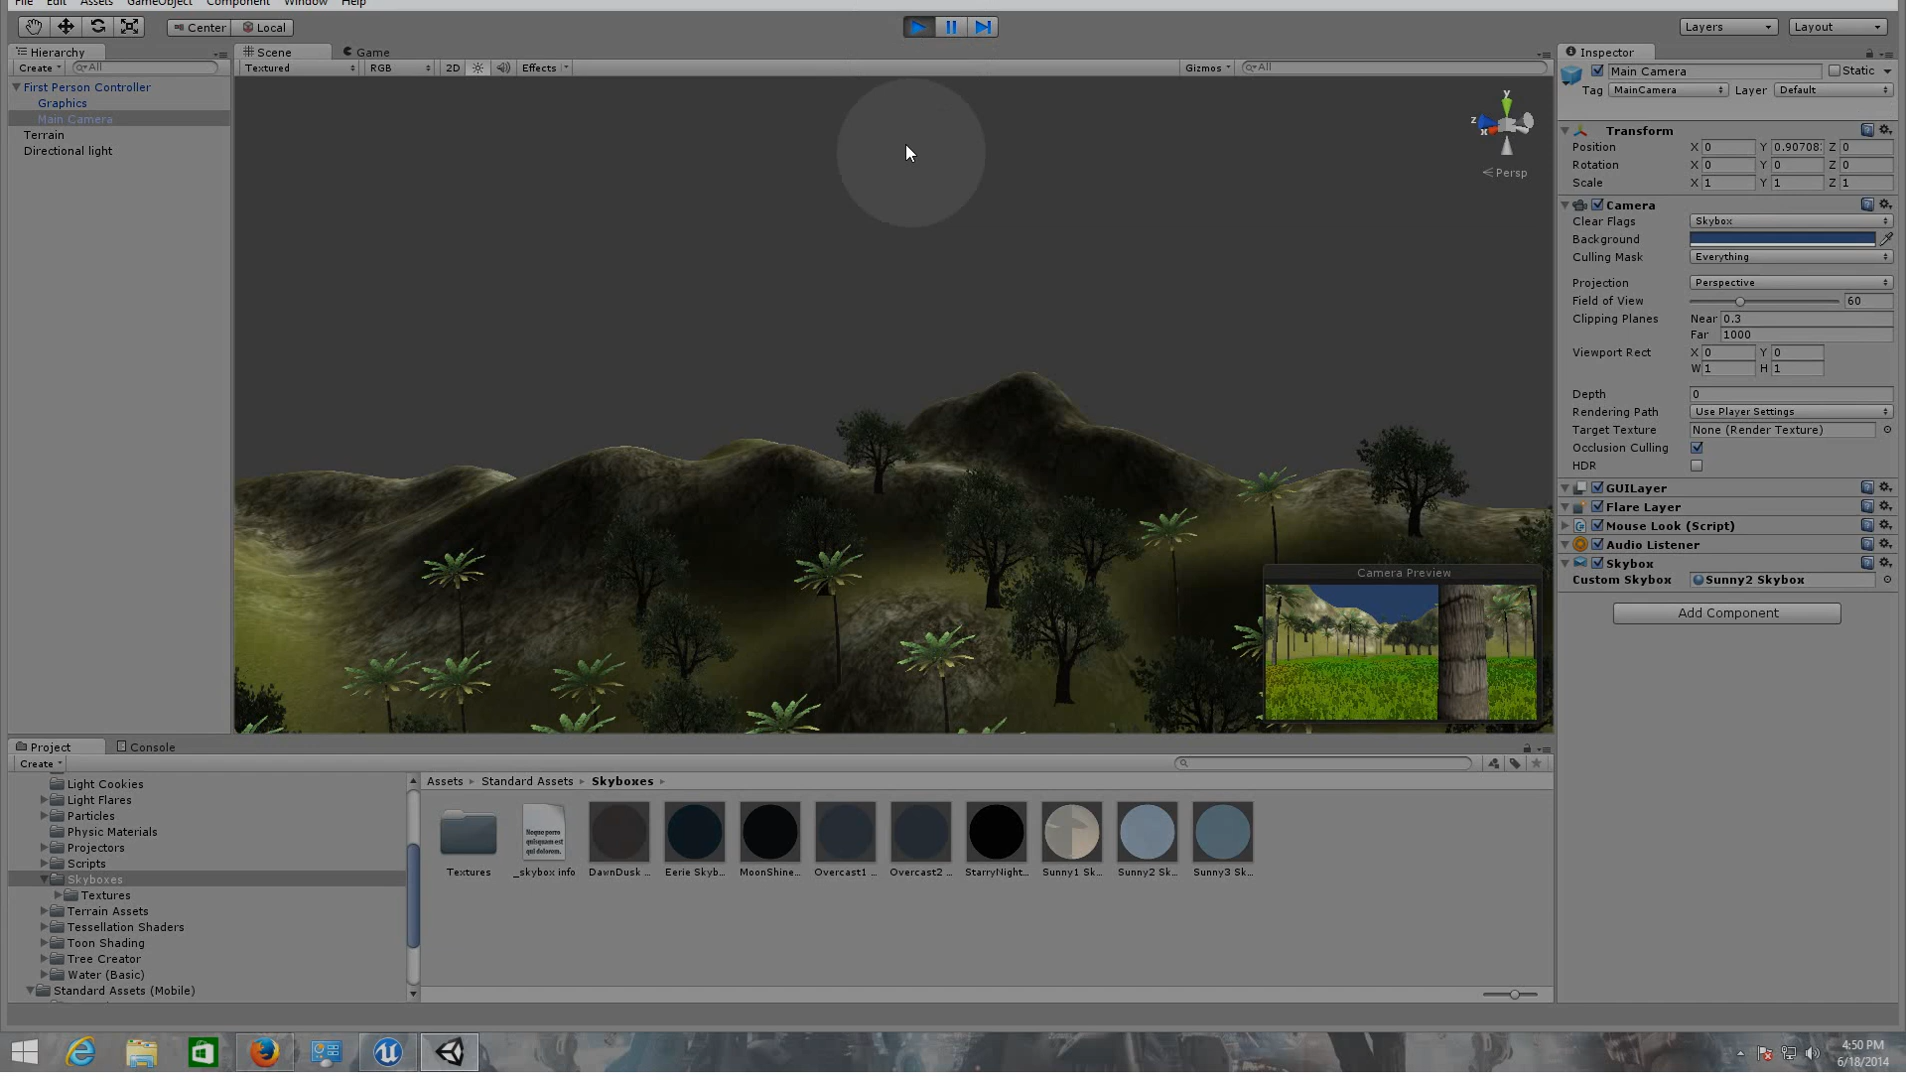 File Edit Assets GameObject Component Window Help
Center Local
Layers Layout
Hierarchy
Create All
First Person Controller
Graphics
Main Camera
Terrain
Directional light
Scene Game
Textured RGB 2D Effects Gizmos All
y
z
x
Persp
Camera Preview
Inspector
Main Camera Static
Tag MainCamera Layer Default
Transform
Position X 0 Y 0.90708 Z 0
Rotation X 0 Y 0 Z 0
Scale X 1 Y 1 Z 1
Camera
Clear Flags Skybox
Background
Culling Mask Everything
Projection Perspective
Field of View 60
Clipping Planes Near 0.3
Far 1000
Viewport Rect X 0 Y 0
W 1 H 1
Depth 0
Rendering Path Use Player Settings
Target Texture None (Render Texture)
Occlusion Culling
HDR
GUILayer
Flare Layer
Mouse Look (Script)
Audio Listener
Skybox
Custom Skybox Sunny2 Skybox
Add Component
Project Console
Create
Light Cookies
Light Flares
Particles
Physic Materials
Projectors
Scripts
Skyboxes
Textures
Terrain Assets
Tessellation Shaders
Toon Shading
Tree Creator
Water (Basic)
Standard Assets (Mobile)
Assets Standard Assets Skyboxes
Neque porro
quisquam est
qui dolorem.
Textures _skybox info DawnDusk ... Eerie Skyb... MoonShine... Overcast1 ... Overcast2 ... StarryNight... Sunny1 Sk... Sunny2 Sk... Sunny3 Sk...
4:50 PM
6/18/2014